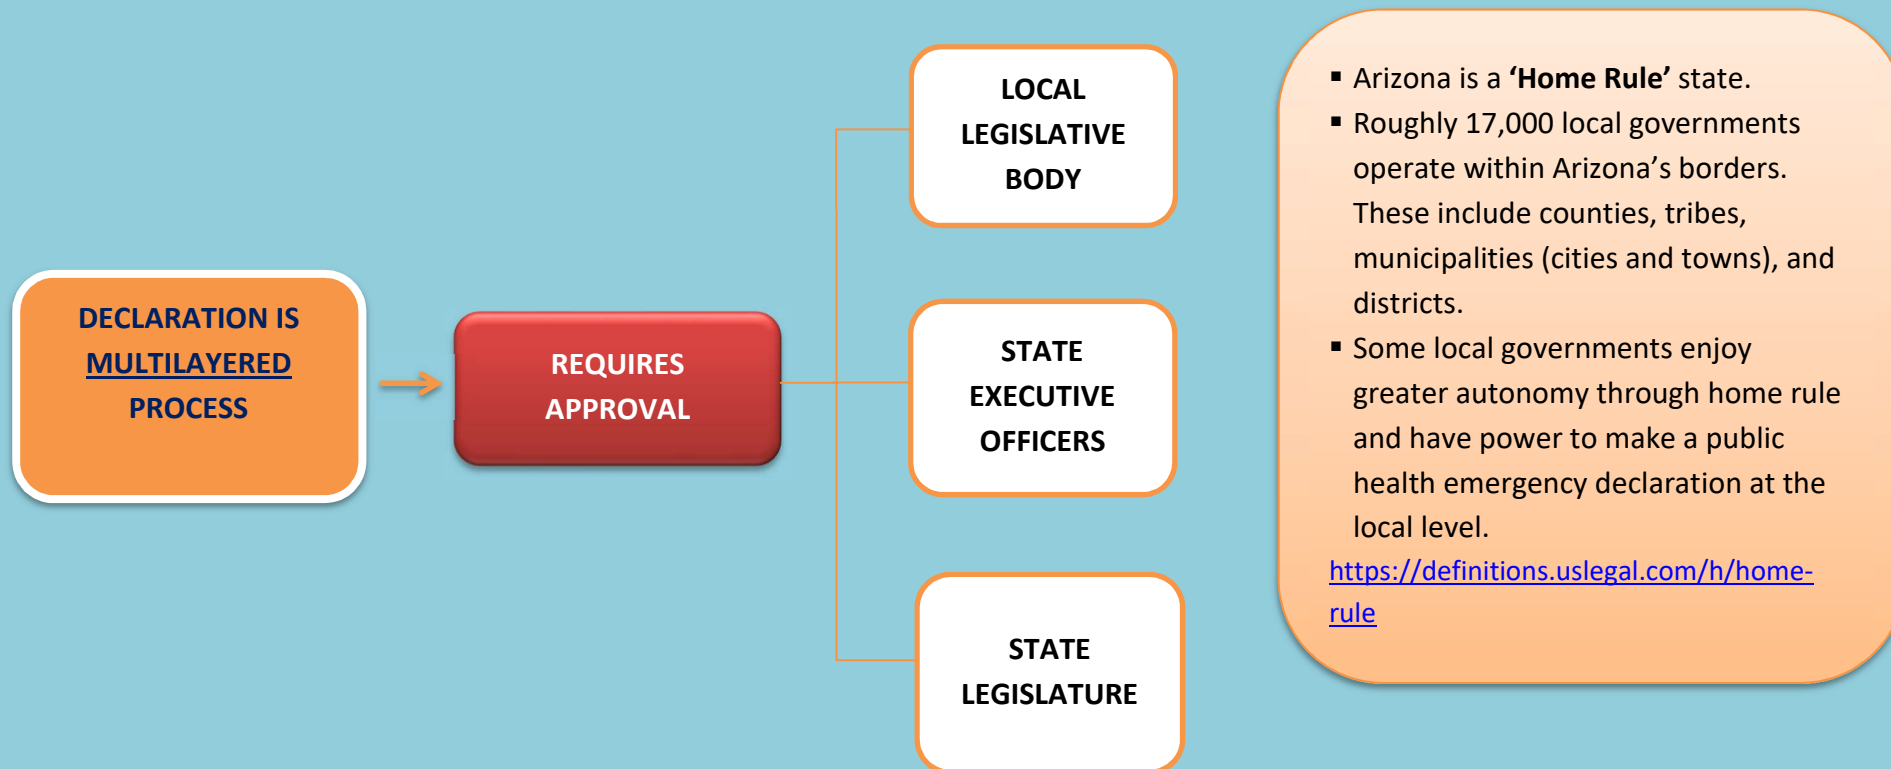 DECLARATION IS
MULTILAYERED
PROCESS
REQUIRES
APPROVAL
LOCAL
LEGISLATIVE
BODY
STATE
EXECUTIVE
OFFICERS
STATE
LEGISLATURE
▪ Arizona is a ‘Home Rule’ state.
▪ Roughly 17,000 local governments
operate within Arizona’s borders.
These include counties, tribes,
municipalities (cities and towns), and
districts.
▪ Some local governments enjoy
greater autonomy through home rule
and have power to make a public
health emergency declaration at the
local level.
https://definitions.uslegal.com/h/home-
rule